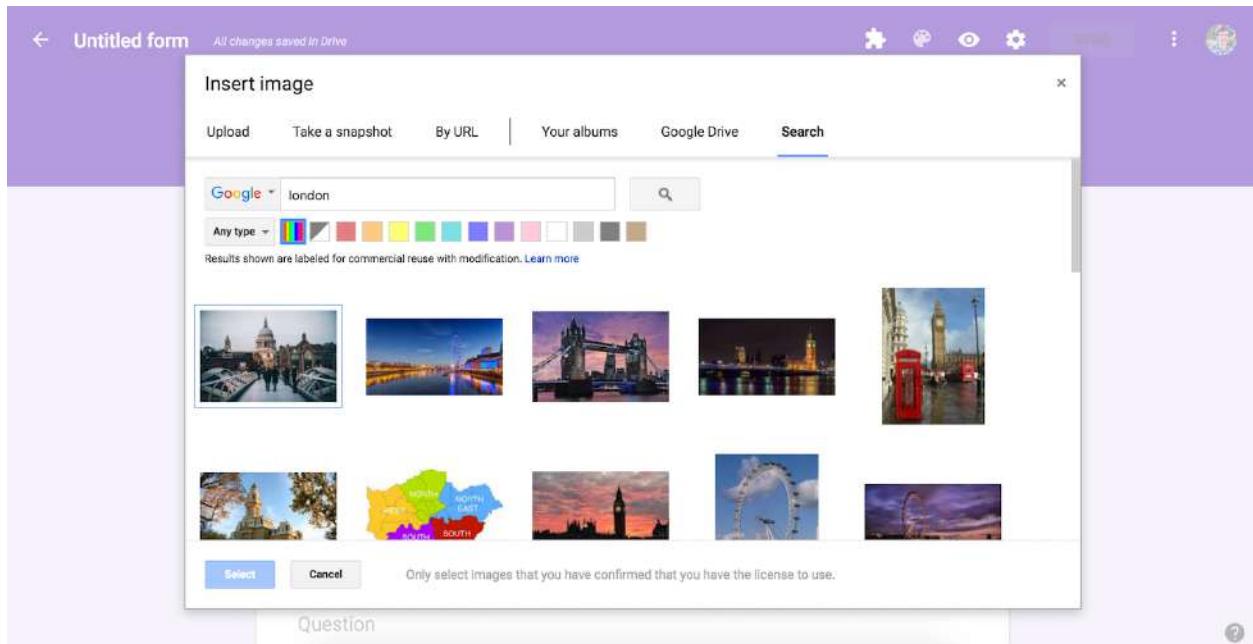 Untitled form All changes saved in Drive
Insert image
Upload Take a snapshot By URL Your albums Google Drive Search
Google london
Any type
Results shown are labeled for commercial reuse with modification. Learn more
NORTH
WEST NORTH EAST
SOUTH SOUTH
Select Cancel Only select images that you have confirmed that you have the license to use.
Question